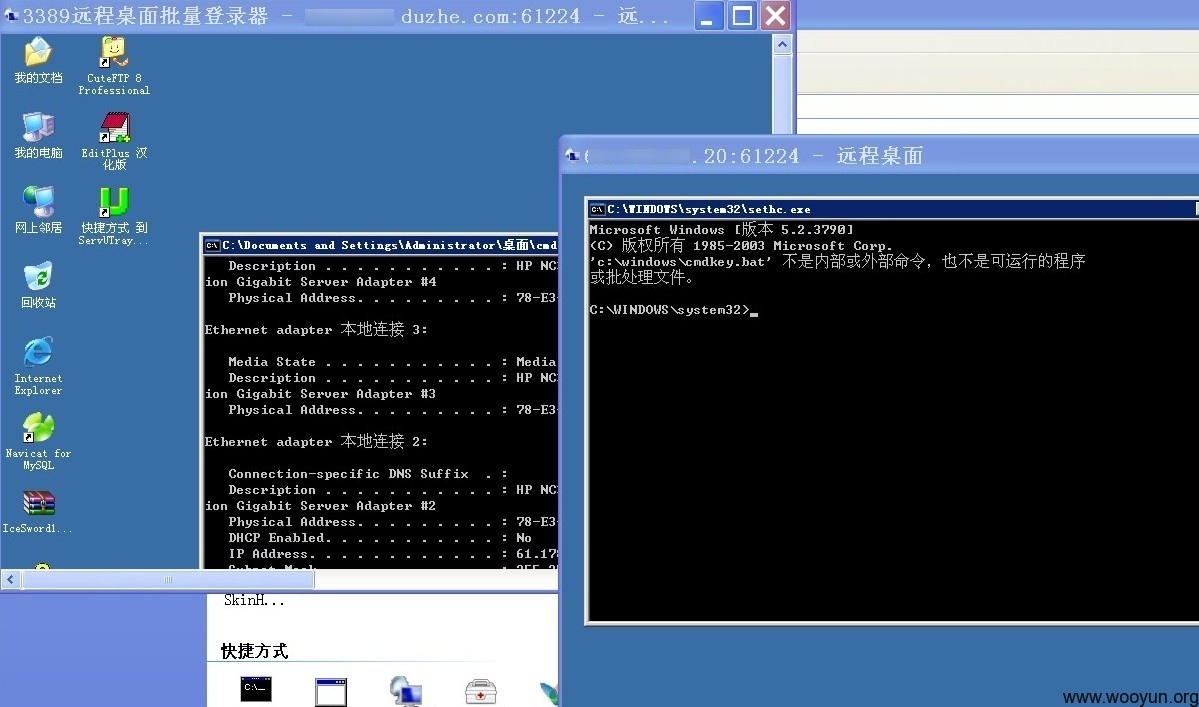 3389远程桌面批量登录器 - duzhe.com:61224 - 远...
我的文档
CuteFTP 8
Professional
我的电脑
EditPlus 汉
化版
网上邻居
快捷方式 到
ServUTray...
回收站
Internet
Explorer
Navicat for
MySQL
IceSword1...
C:\Documents and Settings\Administrator\桌面\cmd
Description . . . . . . . . . . . : HP NC
ion Gigabit Server Adapter #4
Physical Address. . . . . . . . . : 78-E3
Ethernet adapter 本地连接 3:
Media State . . . . . . . . . . . : Media
Description . . . . . . . . . . . : HP NC
ion Gigabit Server Adapter #3
Physical Address. . . . . . . . . : 78-E3
Ethernet adapter 本地连接 2:
Connection-specific DNS Suffix  . :
Description . . . . . . . . . . . : HP NC
ion Gigabit Server Adapter #2
Physical Address. . . . . . . . . : 78-E3
DHCP Enabled. . . . . . . . . . . : No
IP Address. . . . . . . . . . . . : 61.17
SkinH...
快捷方式
.20:61224 - 远程桌面
C:\WINDOWS\system32\sethc.exe
Microsoft Windows [版本 5.2.3790]
(C) 版权所有 1985-2003 Microsoft Corp.
'c:\windows\cmdkey.bat' 不是内部或外部命令，也不是可运行的程序
或批处理文件。
C:\WINDOWS\system32>_
www.wooyun.org